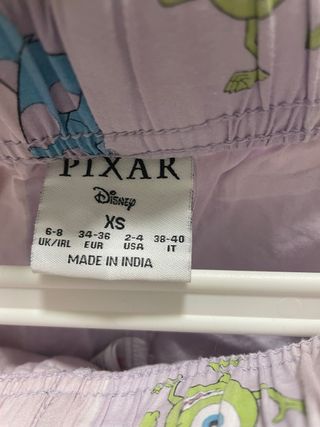 PIXAR
Disney
XS
6-8 34-36 2-4 38-40
UK/IRL EUR USA IT
MADE IN INDIA